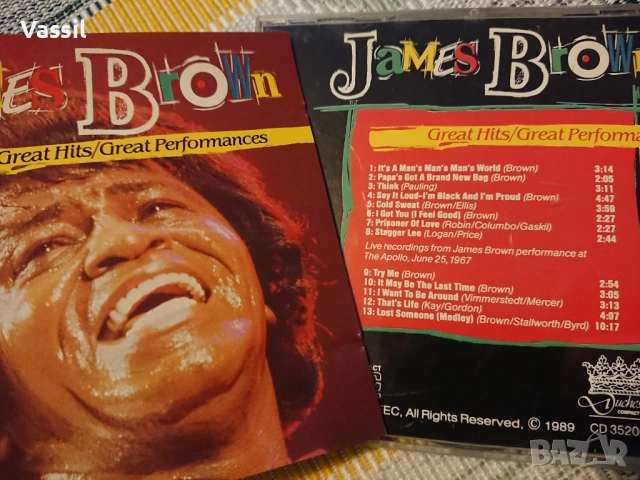 Vassil
MES BROWN
Great Hits/Great Performances
JAMES BROWN
Great Hits/Great Performa
1: It's A Man's Man's Man's World (Brown) 3:14
2: Papa's Got A Brand New Bag (Brown) 2:05
3: Think (Pauling) 3:11
4: Say It Loud-I'm Black And I'm Proud (Brown) 4:47
5: Cold Sweat (Brown/Ellis) 3:59
6: I Got You (I Feel Good) (Brown) 2:27
7: Prisoner Of Love (Robin/Columbo/Gaskil) 2:27
8: Stagger Lee (Logan/Price) 2:44
Live recordings from James Brown performance at
The Apollo, June 25, 1967
9: Try Me (Brown) 2:54
10: It May Be The Last Time (Brown) 3:05
11: I Want To Be Around (Vimmerstedt/Mercer) 3:13
12: That's Life (Kay/Gordon) 4:07
13: Lost Someone (Medley) (Brown/Stallworth/Byrd) 10:17
TEC, All Rights Reserved, © 1989
Duches
CD 3520
BAZAR